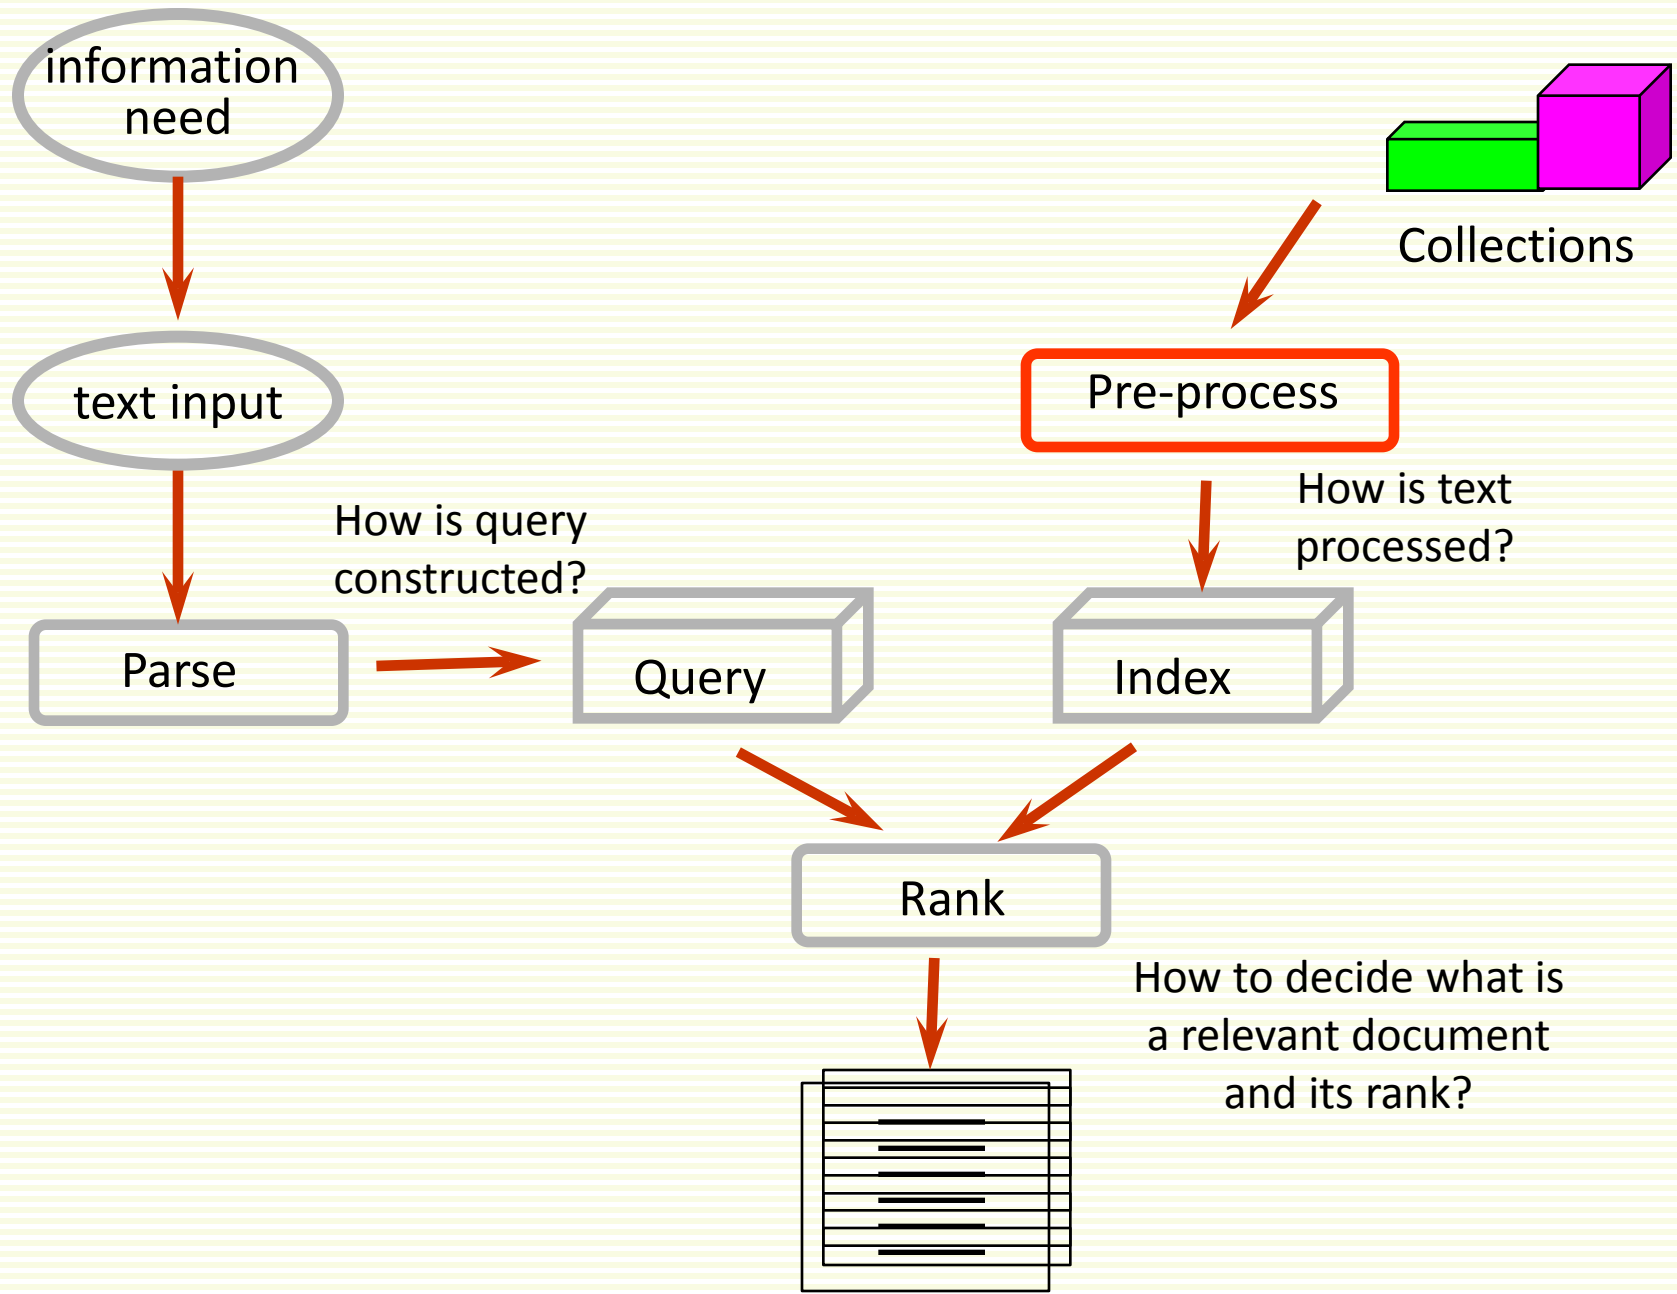 information
need
Collections
text input
Pre-process
How is query
constructed?
How is text
processed?
Parse
Query
Index
Rank
How to decide what is
a relevant document
and its rank?